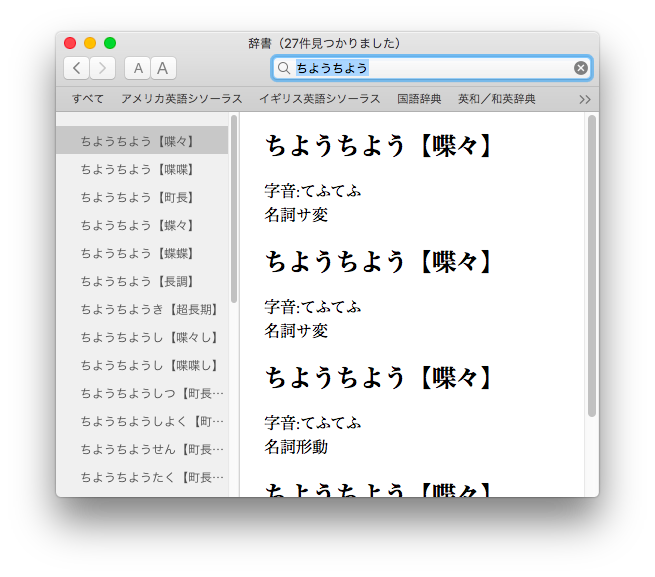 辞書（27件見つかりました）
A A
ちようちよう
すべて アメリカ英語シソーラス イギリス英語シソーラス 国語辞典 英和／和英辞典
ちようちよう【喋々】
ちようちよう【喋喋】
ちようちよう【町長】
ちようちよう【蝶々】
ちようちよう【蝶蝶】
ちようちよう【長調】
ちようちようき【超長期】
ちようちようし【喋々し】
ちようちようし【喋喋し】
ちようちようしつ【町長…
ちようちようしよく【町…
ちようちようせん【町長…
ちようちようたく【町長…
ちようちよう【喋々】
字音:てふてふ
名詞サ変
ちようちよう【喋々】
字音:てふてふ
名詞サ変
ちようちよう【喋々】
字音:てふてふ
名詞形動
ちようちよう【喋々】